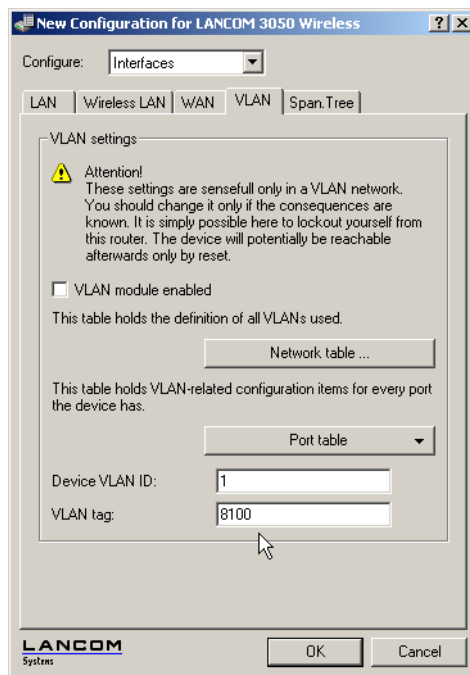 New Configuration for LANCOM 3050 Wireless
Configure: Interfaces
LAN Wireless LAN WAN VLAN Span.Tree
VLAN settings
Attention!
These settings are sensefull only in a VLAN network.
You should change it only if the consequences are
known. It is simply possible here to lockout yourself from
this router. The device will potentially be reachable
afterwards only by reset.
VLAN module enabled
This table holds the definition of all VLANs used.
Network table ...
This table holds VLAN-related configuration items for every port
the device has.
Port table
Device VLAN ID: 1
VLAN tag: 8100
LANCOM
Systems
OK Cancel